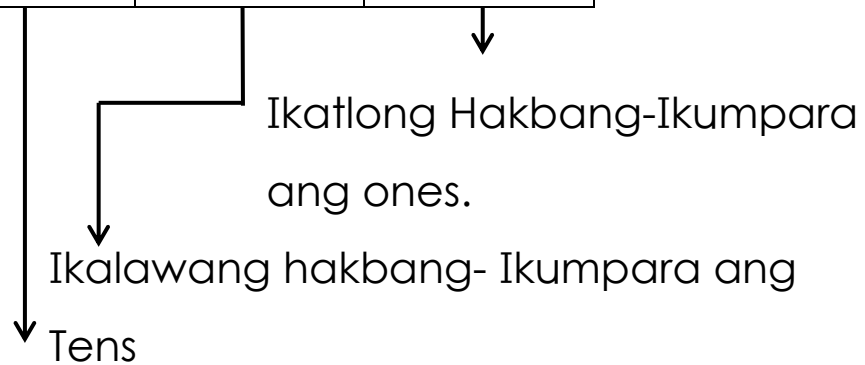 Ikatlong Hakbang-Ikumpara
ang ones.
Ikalawang hakbang- Ikumpara ang
Tens